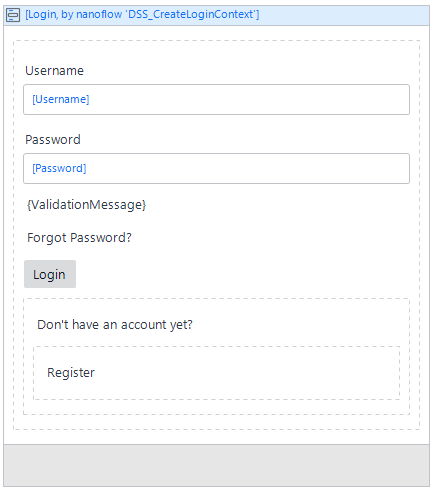 [Login, by nanoflow 'DSS_CreateLoginContext']
Username
[Username]
Password
[Password]
{ValidationMessage}
Forgot Password?
Login
Don't have an account yet?
Register